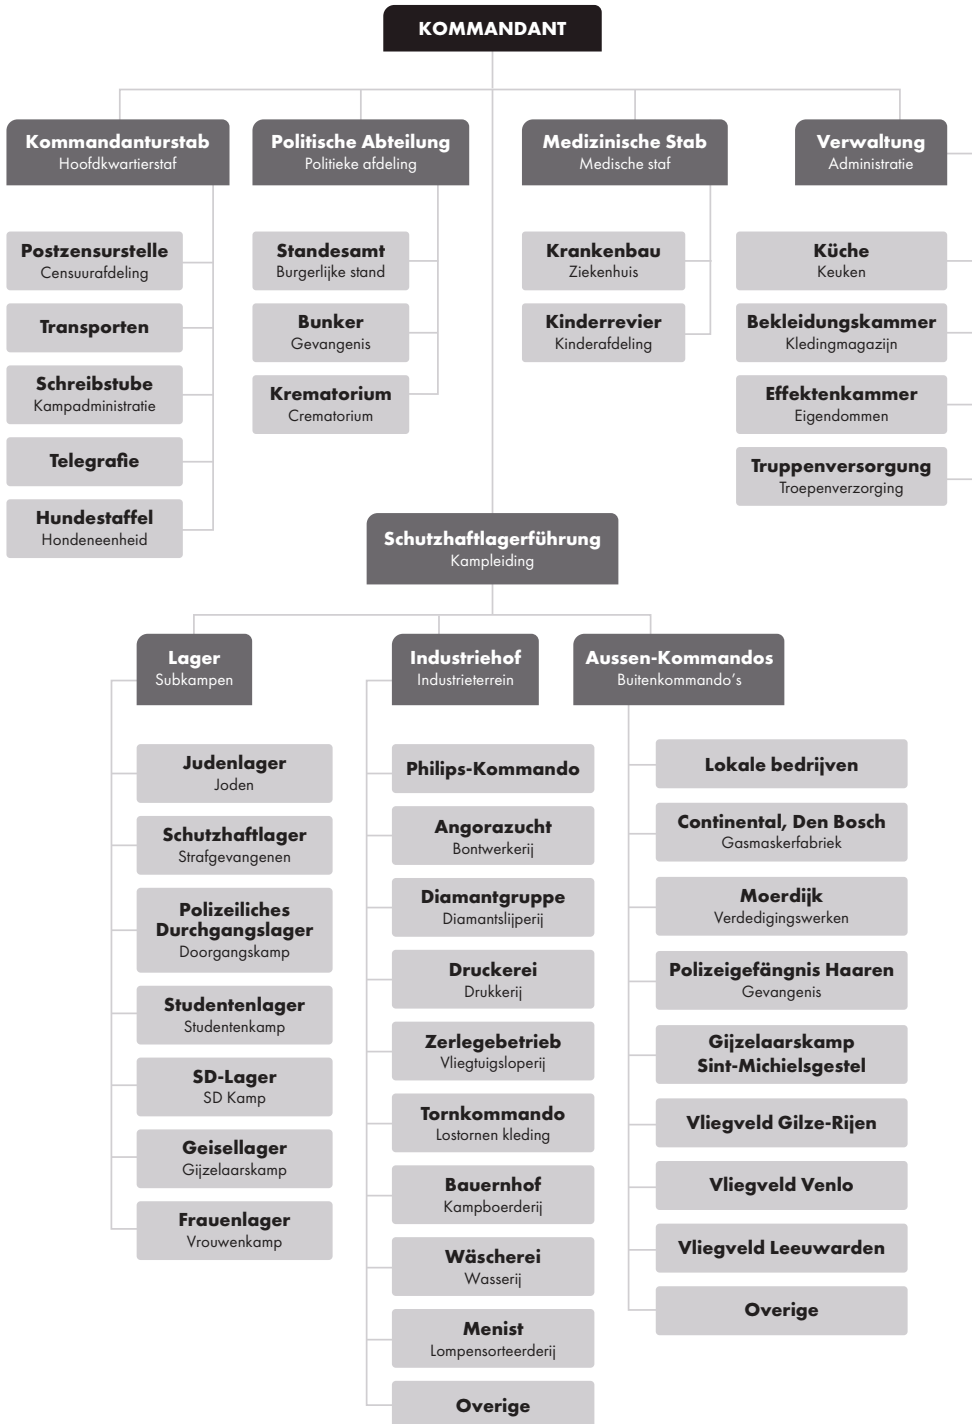 KOMMANDANT
Kommandanturstab
Hoofdkwartierstaf
Postzensurstelle
Censuurafdeling
Transporten
Schreibstube
Kampadministratie
Telegrafie
Hundestaffel
Hondeneenheid
Politische Abteilung
Politieke afdeling
Standesamt
Burgerlijke stand
Bunker
Gevangenis
Krematorium
Crematorium
Medizinische Stab
Medische staf
Krankenbau
Ziekenhuis
Kinderrevier
Kinderafdeling
Verwaltung
Administratie
Küche
Keuken
Bekleidungskammer
Kledingmagazijn
Effektenkammer
Eigendommen
Truppenversorgung
Troepenverzorging
Schutzhaftlagerführung
Kampleiding
Lager
Subkampen
Judenlager
Joden
Schutzhaftlager
Strafgevangenen
Polizeiliches
Durchgangslager
Doorgangskamp
Studentenlager
Studentenkamp
SD-Lager
SD Kamp
Geisellager
Gijzelaarskamp
Frauenlager
Vrouwenkamp
Industriehof
Industrieterrein
Philips-Kommando
Angorazucht
Bontwerkerij
Diamantgruppe
Diamantslijperij
Druckerei
Drukkerij
Zerlegebetrieb
Vliegtuigsloperij
Tornkommando
Lostornen kleding
Bauernhof
Kampboerderij
Wäscherei
Wasserij
Menist
Lompensorteerderij
Overige
Aussen-Kommandos
Buitenkommando's
Lokale bedrijven
Continental, Den Bosch
Gasmaskerfabriek
Moerdijk
Verdedigingswerken
Polizeigefängnis Haaren
Gevangenis
Gijzelaarskamp
Sint-Michielsgestel
Vliegveld Gilze-Rijen
Vliegveld Venlo
Vliegveld Leeuwarden
Overige